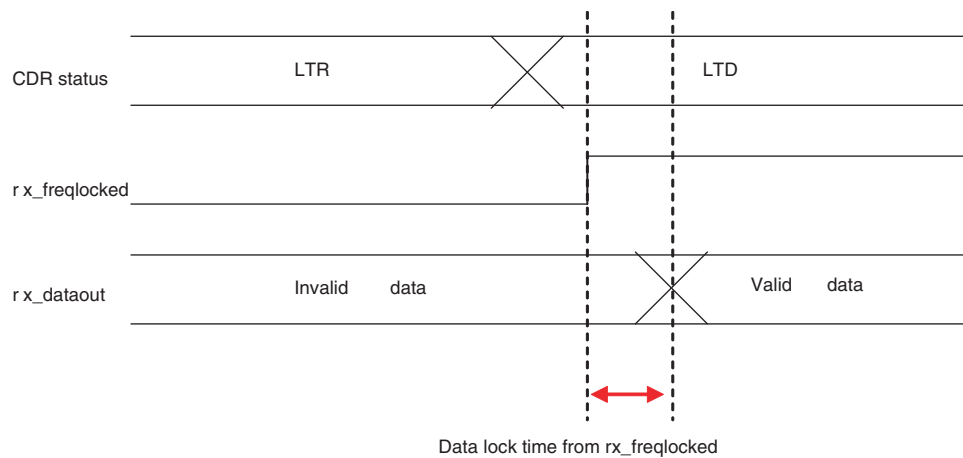 CDR status
LTR
LTD
r x_freqlocked
r x_dataout
Invalid data
Valid data
Data lock time from rx_freqlocked